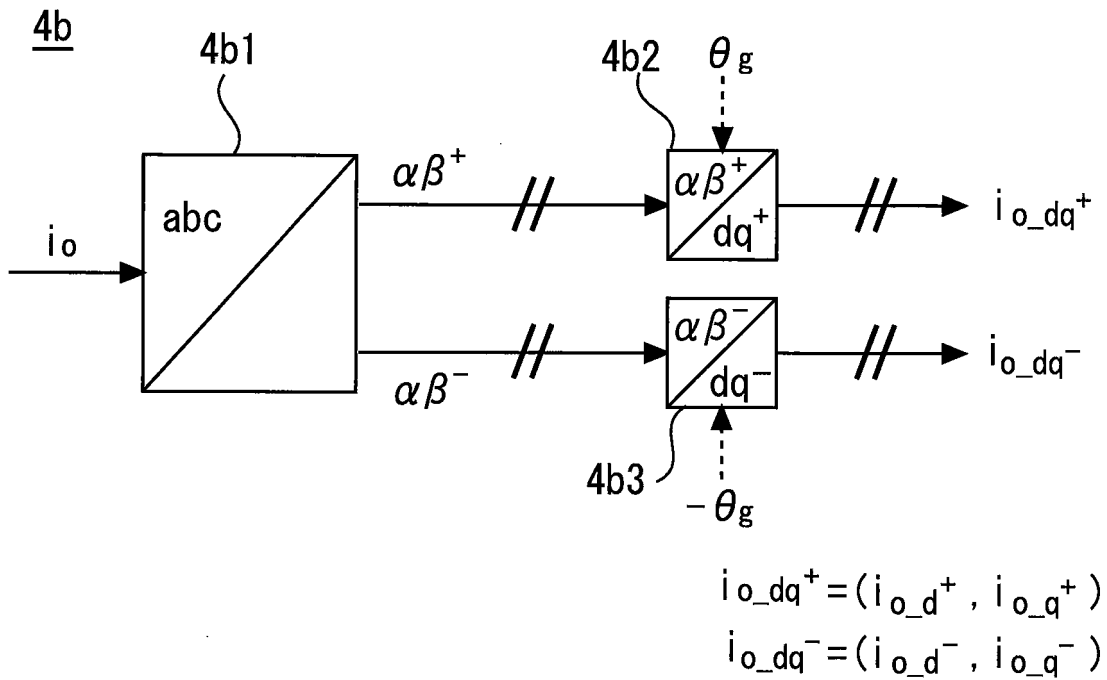 4b
4b1
4b2
θg
abc
io
αβ⁺
αβ⁺
dq⁺
io_dq⁺
αβ⁻
αβ⁻
dq⁻
io_dq⁻
4b3
−θg
io_dq⁺=(io_d⁺, io_q⁺)
io_dq⁻=(io_d⁻, io_q⁻)